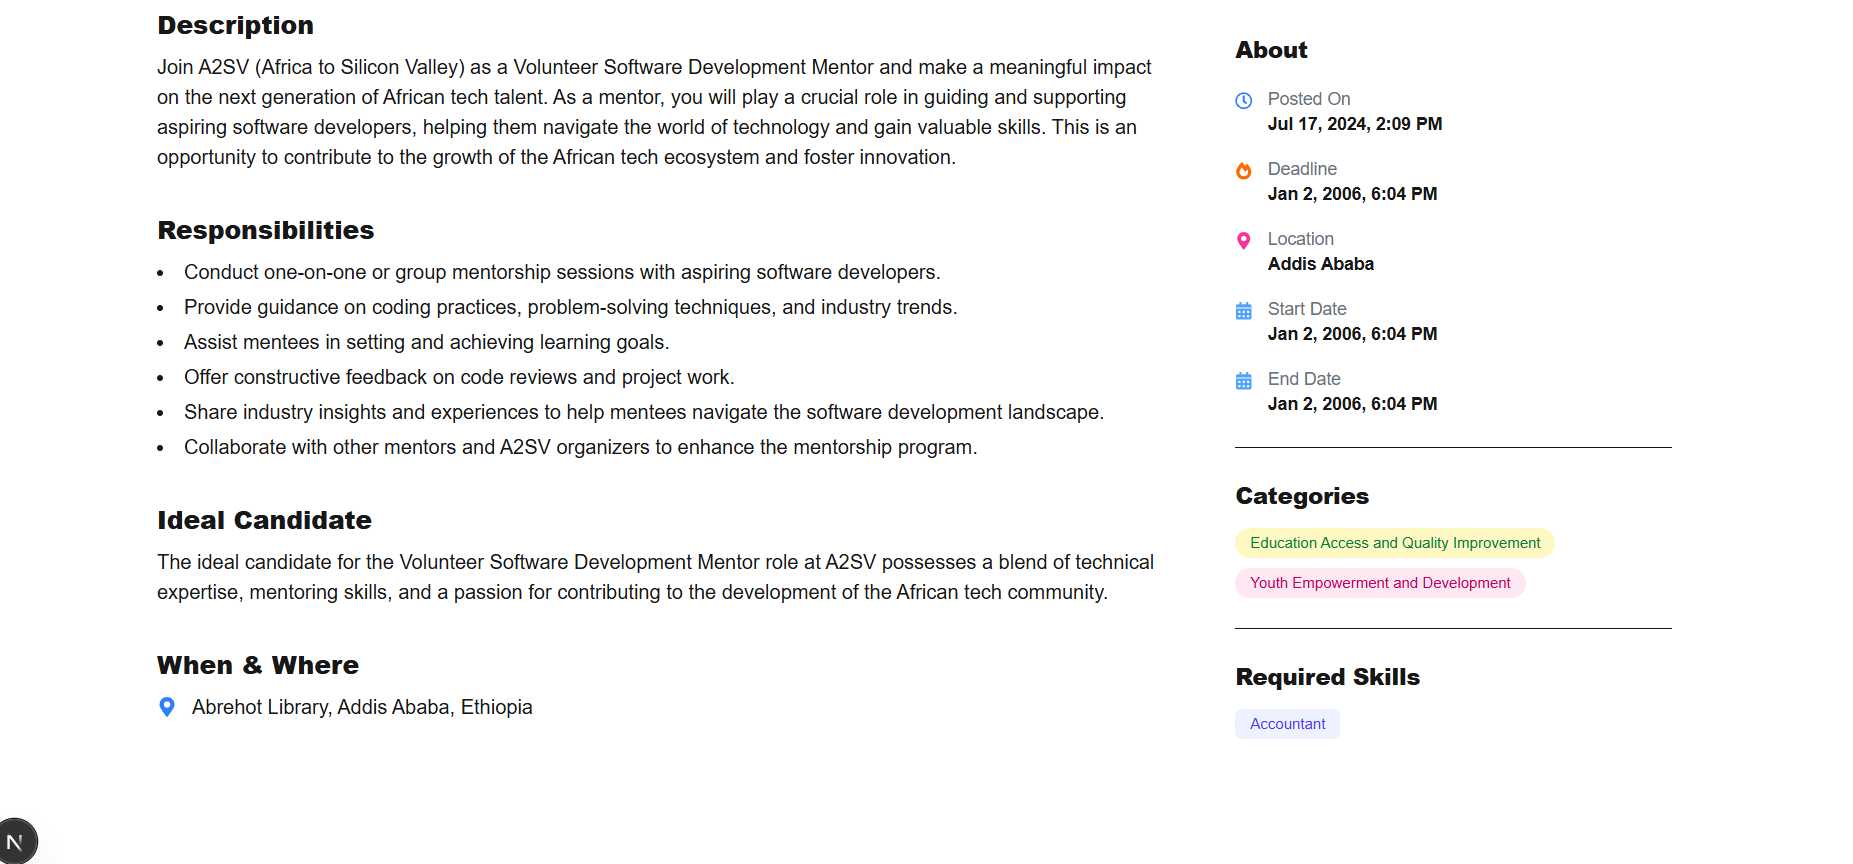 Description
Join A2SV (Africa to Silicon Valley) as a Volunteer Software Development Mentor and make a meaningful impact
on the next generation of African tech talent. As a mentor, you will play a crucial role in guiding and supporting
aspiring software developers, helping them navigate the world of technology and gain valuable skills. This is an
opportunity to contribute to the growth of the African tech ecosystem and foster innovation.
Responsibilities
• Conduct one-on-one or group mentorship sessions with aspiring software developers.
• Provide guidance on coding practices, problem-solving techniques, and industry trends.
• Assist mentees in setting and achieving learning goals.
• Offer constructive feedback on code reviews and project work.
• Share industry insights and experiences to help mentees navigate the software development landscape.
• Collaborate with other mentors and A2SV organizers to enhance the mentorship program.
Ideal Candidate
The ideal candidate for the Volunteer Software Development Mentor role at A2SV possesses a blend of technical
expertise, mentoring skills, and a passion for contributing to the development of the African tech community.
When & Where
Abrehot Library, Addis Ababa, Ethiopia
About
Posted On
Jul 17, 2024, 2:09 PM
Deadline
Jan 2, 2006, 6:04 PM
Location
Addis Ababa
Start Date
Jan 2, 2006, 6:04 PM
End Date
Jan 2, 2006, 6:04 PM
Categories
Education Access and Quality Improvement
Youth Empowerment and Development
Required Skills
Accountant
N